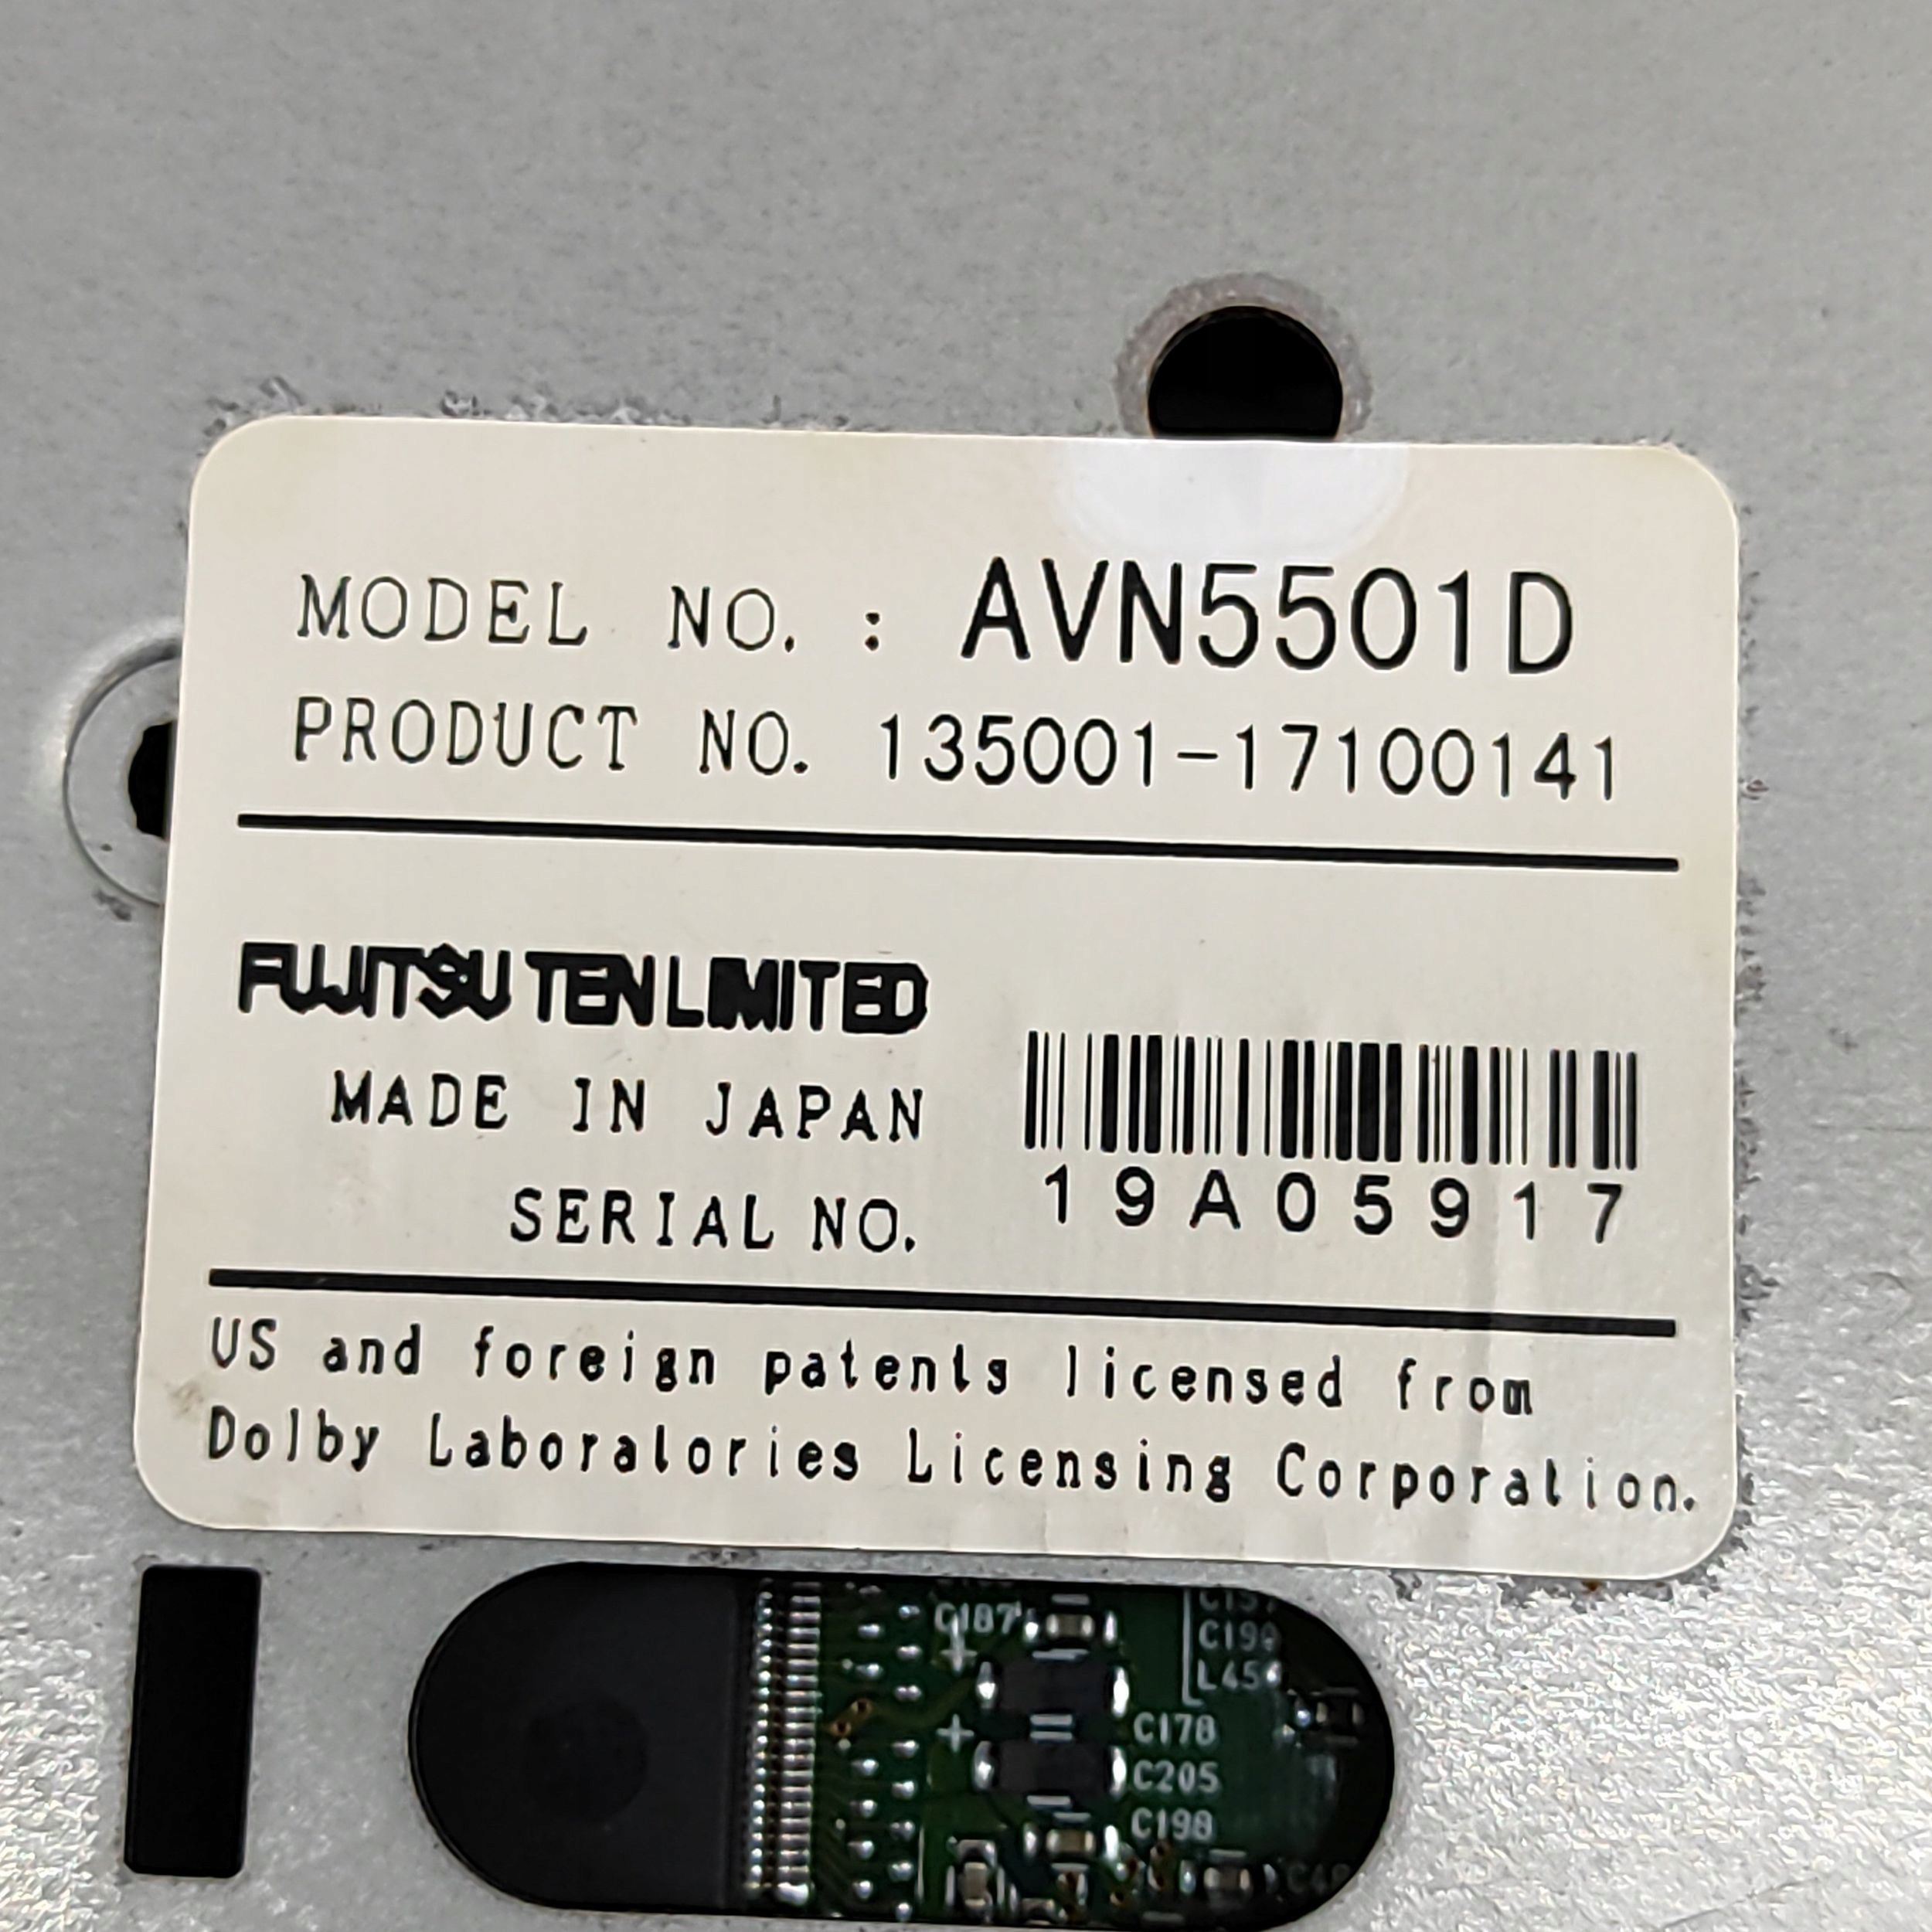 MODEL NO. : AVN5501D
PRODUCT NO. 135001-17100141
FUJITSU TEN LIMITED
MADE IN JAPAN
SERIAL NO. 19A05917
US and foreign patents licensed from
Dolby Laboratories Licensing Corporation.
C187
C178
C205
C198